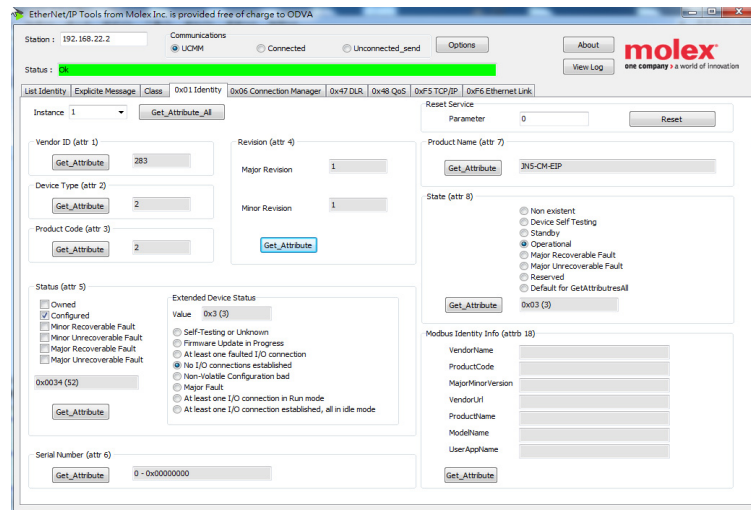 EtherNet/IP Tools from Molex Inc. is provided free of charge to ODVA
Station : 192.168.22.2
Communications
UCMM Connected Unconnected_send
Options
About
molex
one company › a world of innovation
Status : Ok
View Log
List Identity Explicite Message Class 0x01 Identity 0x06 Connection Manager 0x47 DLR 0x48 QoS 0xF5 TCP/IP 0xF6 Ethernet Link
Instance 1 Get_Attribute_All
Reset Service
Parameter 0 Reset
Vendor ID (attr 1)
Get_Attribute 283
Device Type (attr 2)
Get_Attribute 2
Product Code (attr 3)
Get_Attribute 2
Revision (attr 4)
Major Revision 1
Minor Revision 1
Get_Attribute
Product Name (attr 7)
Get_Attribute JNS-CM-EIP
State (attr 8)
Non existent
Device Self Testing
Standby
Operational
Major Recoverable Fault
Major Unrecoverable Fault
Reserved
Default for GetAttributresAll
Get_Attribute 0x03 (3)
Status (attr 5)
Owned
Configured
Minor Recoverable Fault
Minor Unrecoverable Fault
Major Recoverable Fault
Major Unrecoverable Fault
0x0034 (52)
Get_Attribute
Extended Device Status
Value 0x3 (3)
Self-Testing or Unknown
Firmware Update in Progress
At least one faulted I/O connection
No I/O connections established
Non-Volatile Configuration bad
Major Fault
At least one I/O connection in Run mode
At least one I/O connection established, all in idle mode
Modbus Identity Info (attrb 18)
VendorName
ProductCode
MajorMinorVersion
VendorUrl
ProductName
ModelName
UserAppName
Get_Attribute
Serial Number (attr 6)
Get_Attribute 0 - 0x00000000